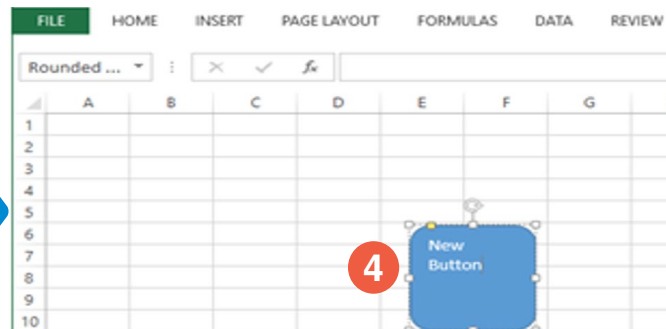 FILE HOME INSERT PAGE LAYOUT FORMULAS DATA REVIEW
Rounded ... fx
A B C D E F G
1
2
3
4
5
6
7
8
9
10
New
Button
4